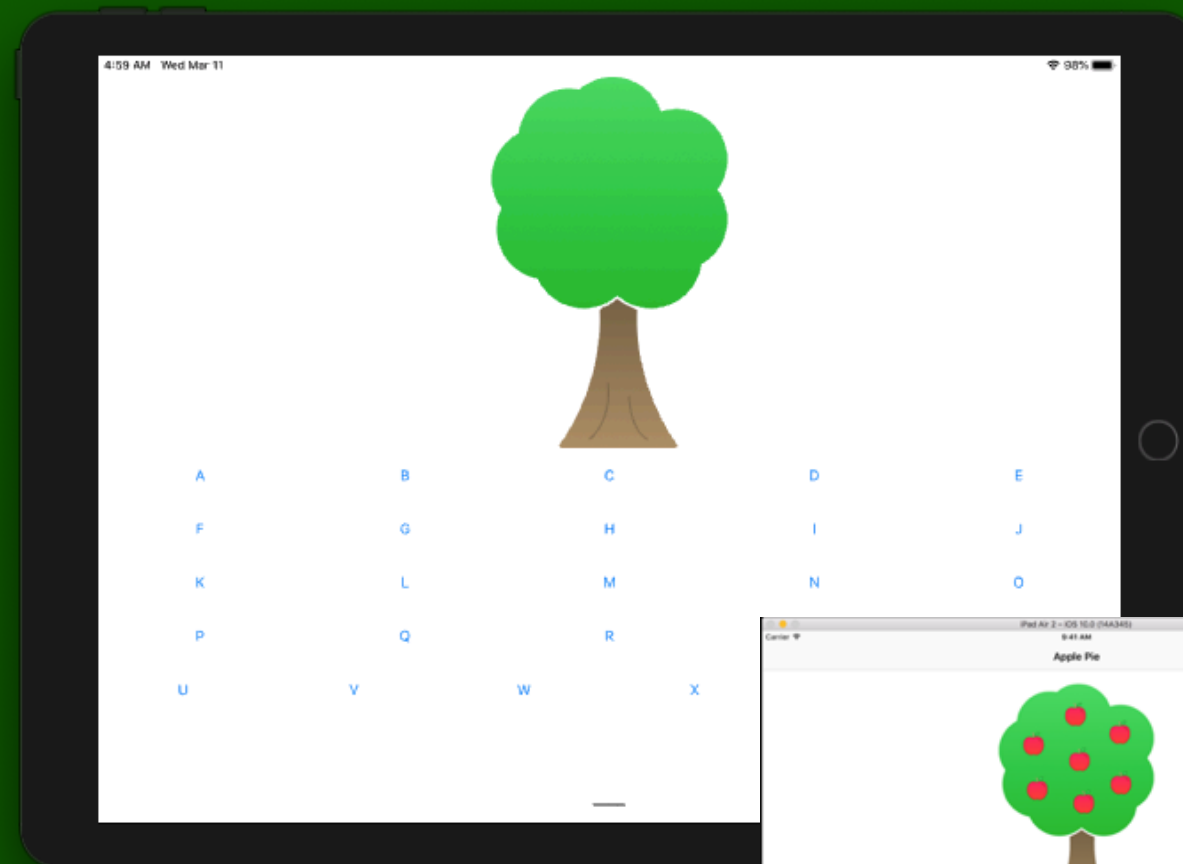 4:59 AM Wed Mar 11 98%
A B C D E
F G H I J
K L M N O
P Q R
U V W X
iPad Air 2 – iOS 10.0 (14A345)
Carrier 9:41 AM
Apple Pie